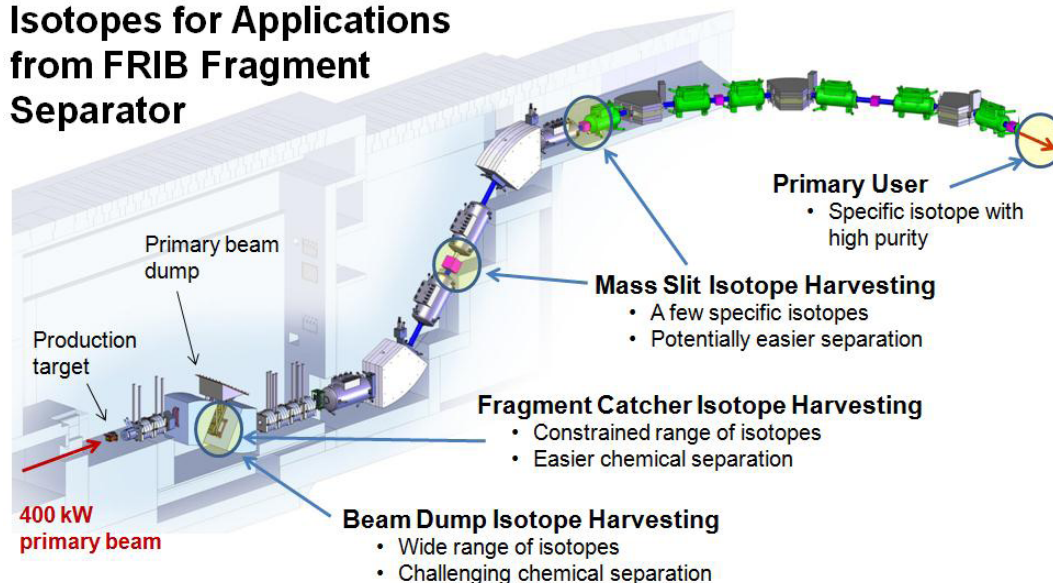 Isotopes for Applications
from FRIB Fragment
Separator
Primary User
• Specific isotope with
high purity
Primary beam
dump
Mass Slit Isotope Harvesting
• A few specific isotopes
• Potentially easier separation
Production
target
Fragment Catcher Isotope Harvesting
• Constrained range of isotopes
• Easier chemical separation
400 kW
primary beam
Beam Dump Isotope Harvesting
• Wide range of isotopes
• Challenging chemical separation